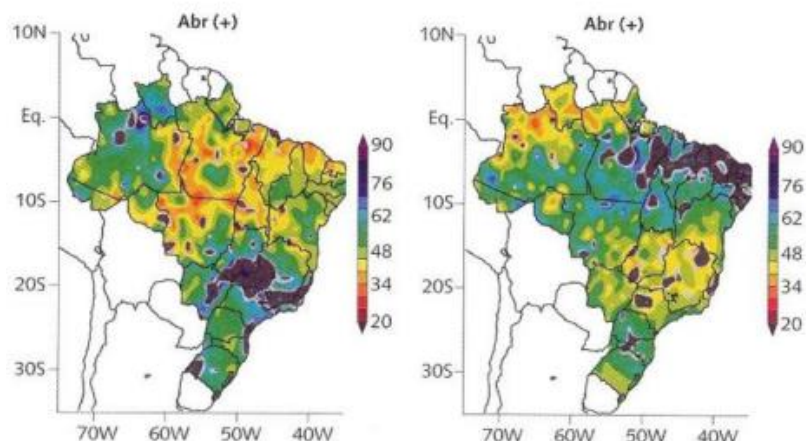 Abr (+)
10N
Eq.
10S
20S
30S
70W 60W 50W 40W
90
76
62
48
34
20
Abr (+)
10N
Eq.
10S
20S
30S
70W 60W 50W 40W
90
76
62
48
34
20